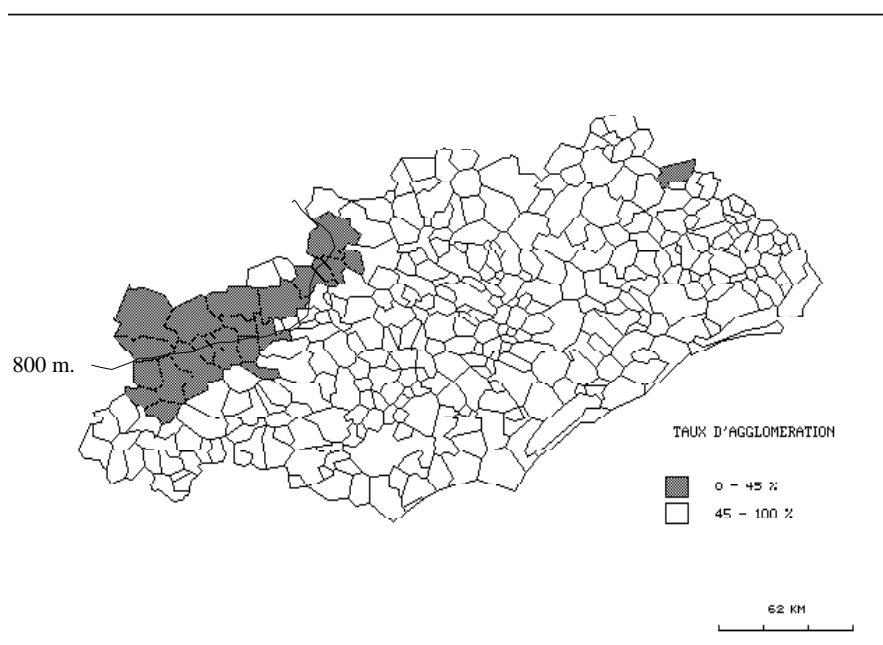 800 m.
TAUX D'AGGLOMERATION
0 - 45 %
45 - 100 %
62 KM